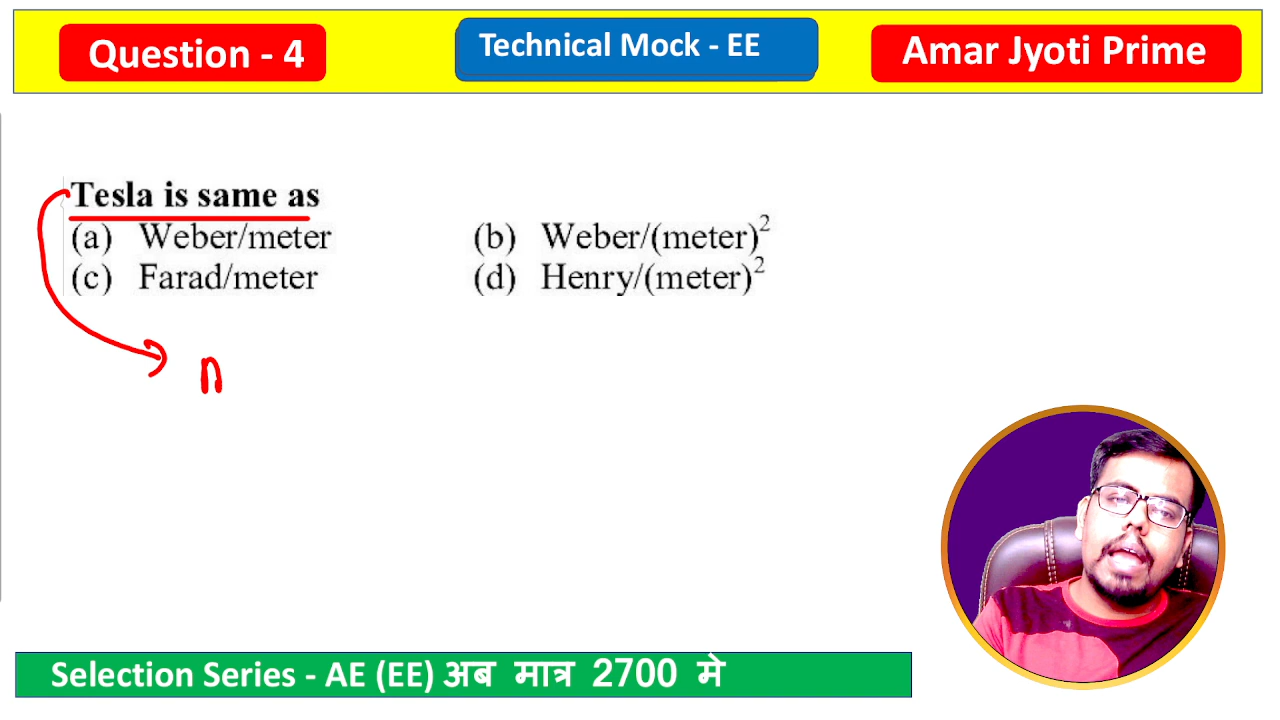 Question - 4
Technical Mock - EE
Amar Jyoti Prime
Tesla is same as
(a) Weber/meter (b) Weber/(meter)²
(c) Farad/meter (d) Henry/(meter)²
n
Selection Series - AE (EE) अब मात्र 2700 मे